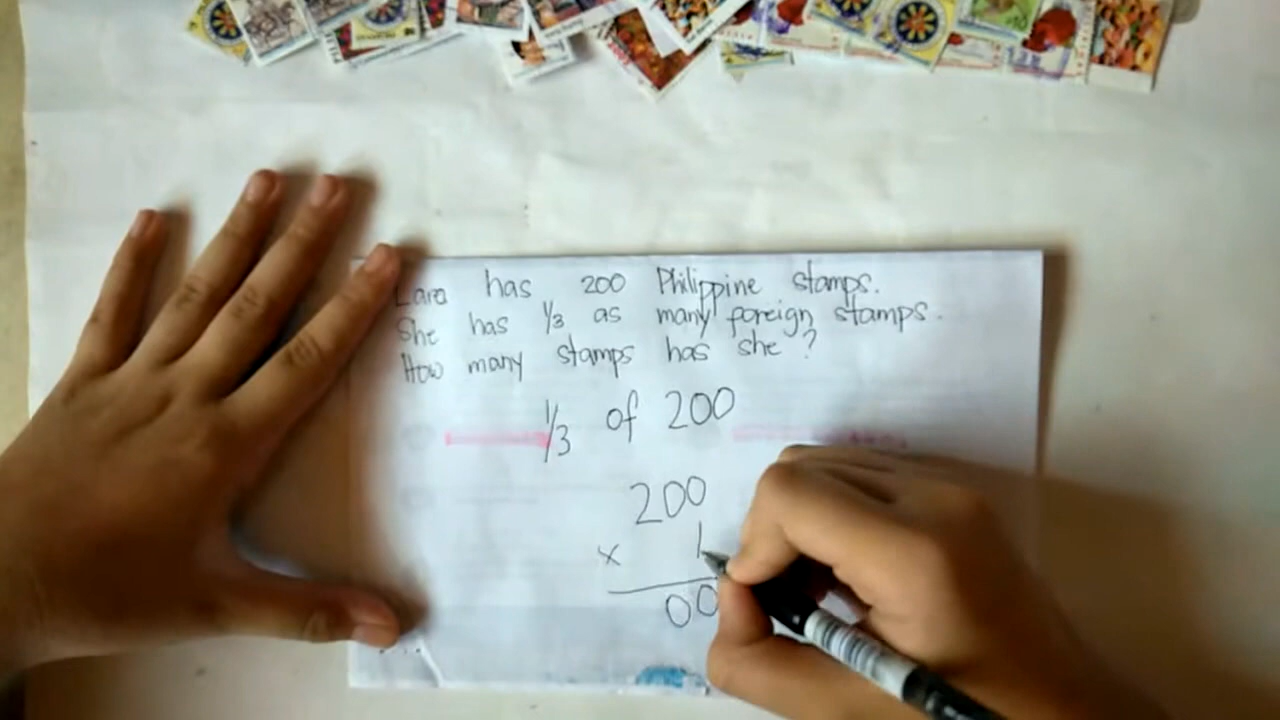 Lara has 200 Philippine stamps.
She has 1/3 as many foreign stamps.
How many stamps has she?
1/3 of 200
200
x 1
00